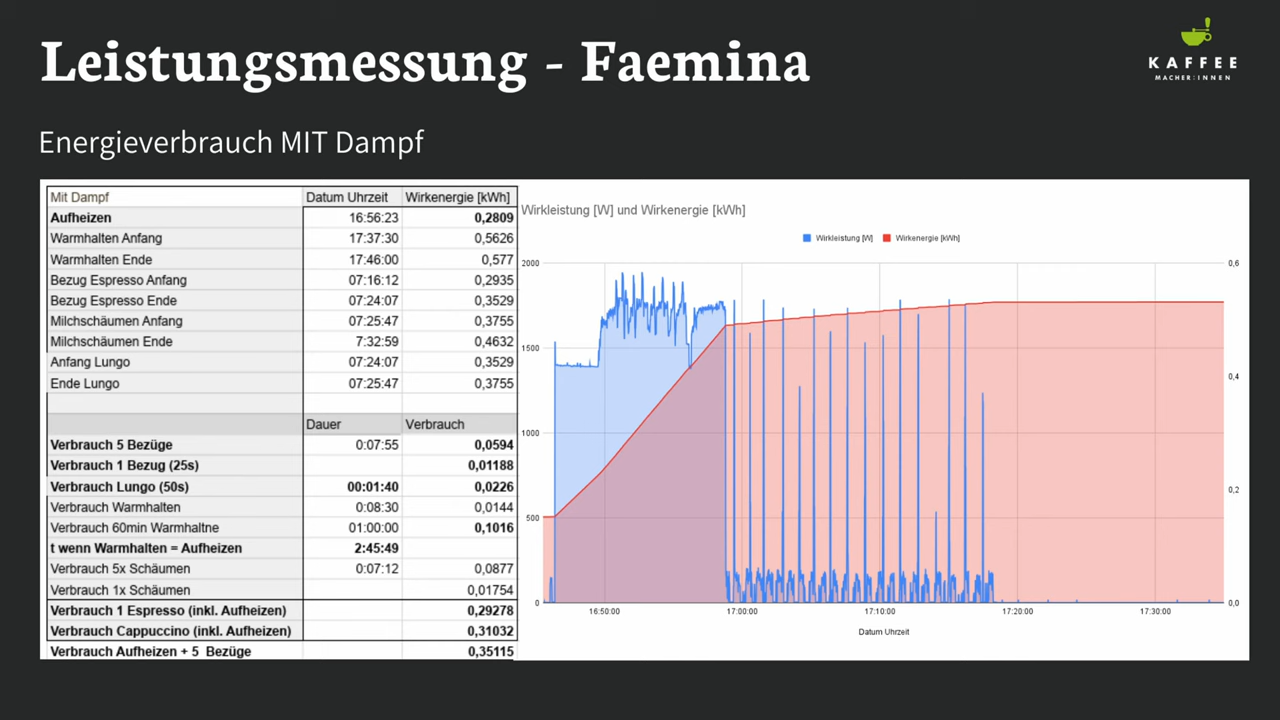 Leistungsmessung - Faemina
KAFFEE
MACHER:INNEN
Energieverbrauch MIT Dampf
Mit Dampf Datum Uhrzeit Wirkenergie [kWh]
Aufheizen 16:56:23 0,2809
Warmhalten Anfang 17:37:30 0,5626
Warmhalten Ende 17:46:00 0,577
Bezug Espresso Anfang 07:16:12 0,2935
Bezug Espresso Ende 07:24:07 0,3529
Milchschäumen Anfang 07:25:47 0,3755
Milchschäumen Ende 7:32:59 0,4632
Anfang Lungo 07:24:07 0,3529
Ende Lungo 07:25:47 0,3755
Dauer Verbrauch
Verbrauch 5 Bezüge 0:07:55 0,0594
Verbrauch 1 Bezug (25s) 0,01188
Verbrauch Lungo (50s) 00:01:40 0,0226
Verbrauch Warmhalten 0:08:30 0,0144
Verbrauch 60min Warmhaltne 01:00:00 0,1016
t wenn Warmhalten = Aufheizen 2:45:49
Verbrauch 5x Schäumen 0:07:12 0,0877
Verbrauch 1x Schäumen 0,01754
Verbrauch 1 Espresso (inkl. Aufheizen) 0,29278
Verbrauch Cappuccino (inkl. Aufheizen) 0,31032
Verbrauch Aufheizen + 5 Bezüge 0,35115
Wirkleistung [W] und Wirkenergie [kWh]
Wirkleistung [W] Wirkenergie [kWh]
2000 0,6
1500
0,4
1000
0,2
500
0 0,0
16:50:00 17:00:00 17:10:00 17:20:00 17:30:00
Datum Uhrzeit